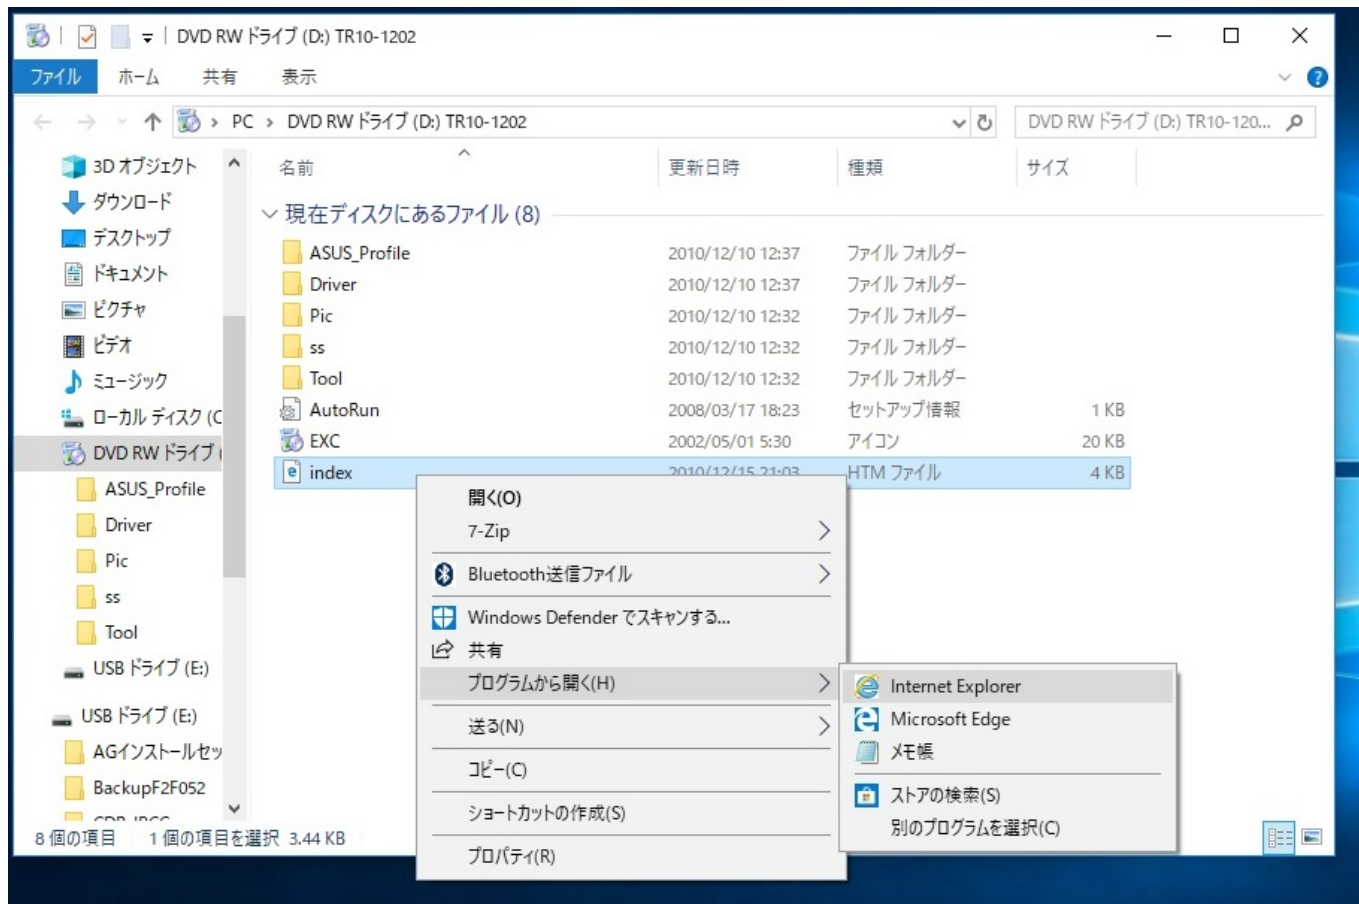 DVD RW ドライブ (D:) TR10-1202
ファイル ホーム 共有 表示
PC › DVD RW ドライブ (D:) TR10-1202 DVD RW ドライブ (D:) TR10-120...
名前 更新日時 種類 サイズ
現在ディスクにあるファイル (8)
ASUS_Profile 2010/12/10 12:37 ファイル フォルダー
Driver 2010/12/10 12:37 ファイル フォルダー
Pic 2010/12/10 12:32 ファイル フォルダー
ss 2010/12/10 12:32 ファイル フォルダー
Tool 2010/12/10 12:32 ファイル フォルダー
AutoRun 2008/03/17 18:23 セットアップ情報 1 KB
EXC 2002/05/01 5:30 アイコン 20 KB
index 2010/12/15 21:03 HTM ファイル 4 KB
3D オブジェクト
ダウンロード
デスクトップ
ドキュメント
ピクチャ
ビデオ
ミュージック
ローカル ディスク (C
DVD RW ドライブ (
ASUS_Profile
Driver
Pic
ss
Tool
USB ドライブ (E:)
USB ドライブ (E:)
AGインストールセッ
BackupF2F052
開く(O)
7-Zip
Bluetooth送信ファイル
Windows Defender でスキャンする...
共有
プログラムから開く(H)
送る(N)
コピー(C)
ショートカットの作成(S)
プロパティ(R)
Internet Explorer
Microsoft Edge
メモ帳
ストアの検索(S)
別のプログラムを選択(C)
8 個の項目 1 個の項目を選択 3.44 KB